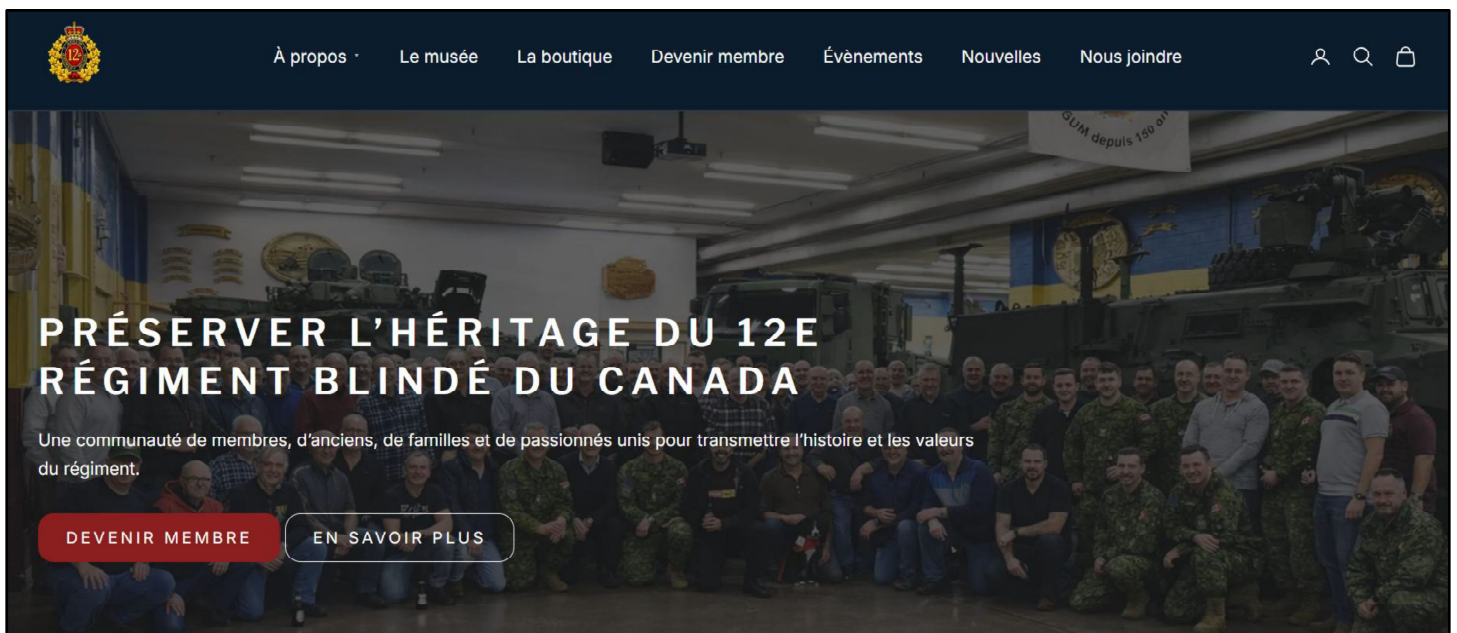 12e
À propos
Le musée
La boutique
Devenir membre
Évènements
Nouvelles
Nous joindre
GUM depuis 150 an
PRÉSERVER L’HÉRITAGE DU 12E
RÉGIMENT BLINDÉ DU CANADA
Une communauté de membres, d’anciens, de familles et de passionnés unis pour transmettre l’histoire et les valeurs
du régiment.
DEVENIR MEMBRE
EN SAVOIR PLUS